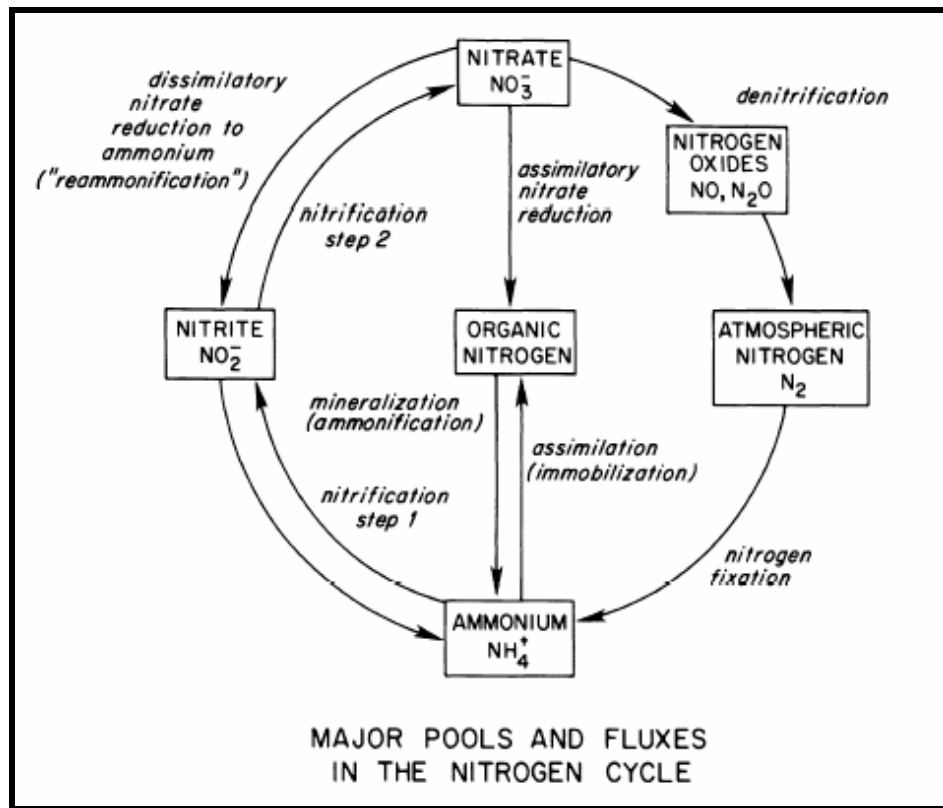 NITRATE
NO₃⁻
dissimilatory
nitrate
reduction to
ammonium
("reammonification")
denitrification
NITROGEN
OXIDES
NO, N₂O
assimilatory
nitrate
reduction
nitrification
step 2
NITRITE
NO₂⁻
ORGANIC
NITROGEN
ATMOSPHERIC
NITROGEN
N₂
mineralization
(ammonification)
assimilation
(immobilization)
nitrification
step 1
nitrogen
fixation
AMMONIUM
NH₄⁺
MAJOR POOLS AND FLUXES
IN THE NITROGEN CYCLE